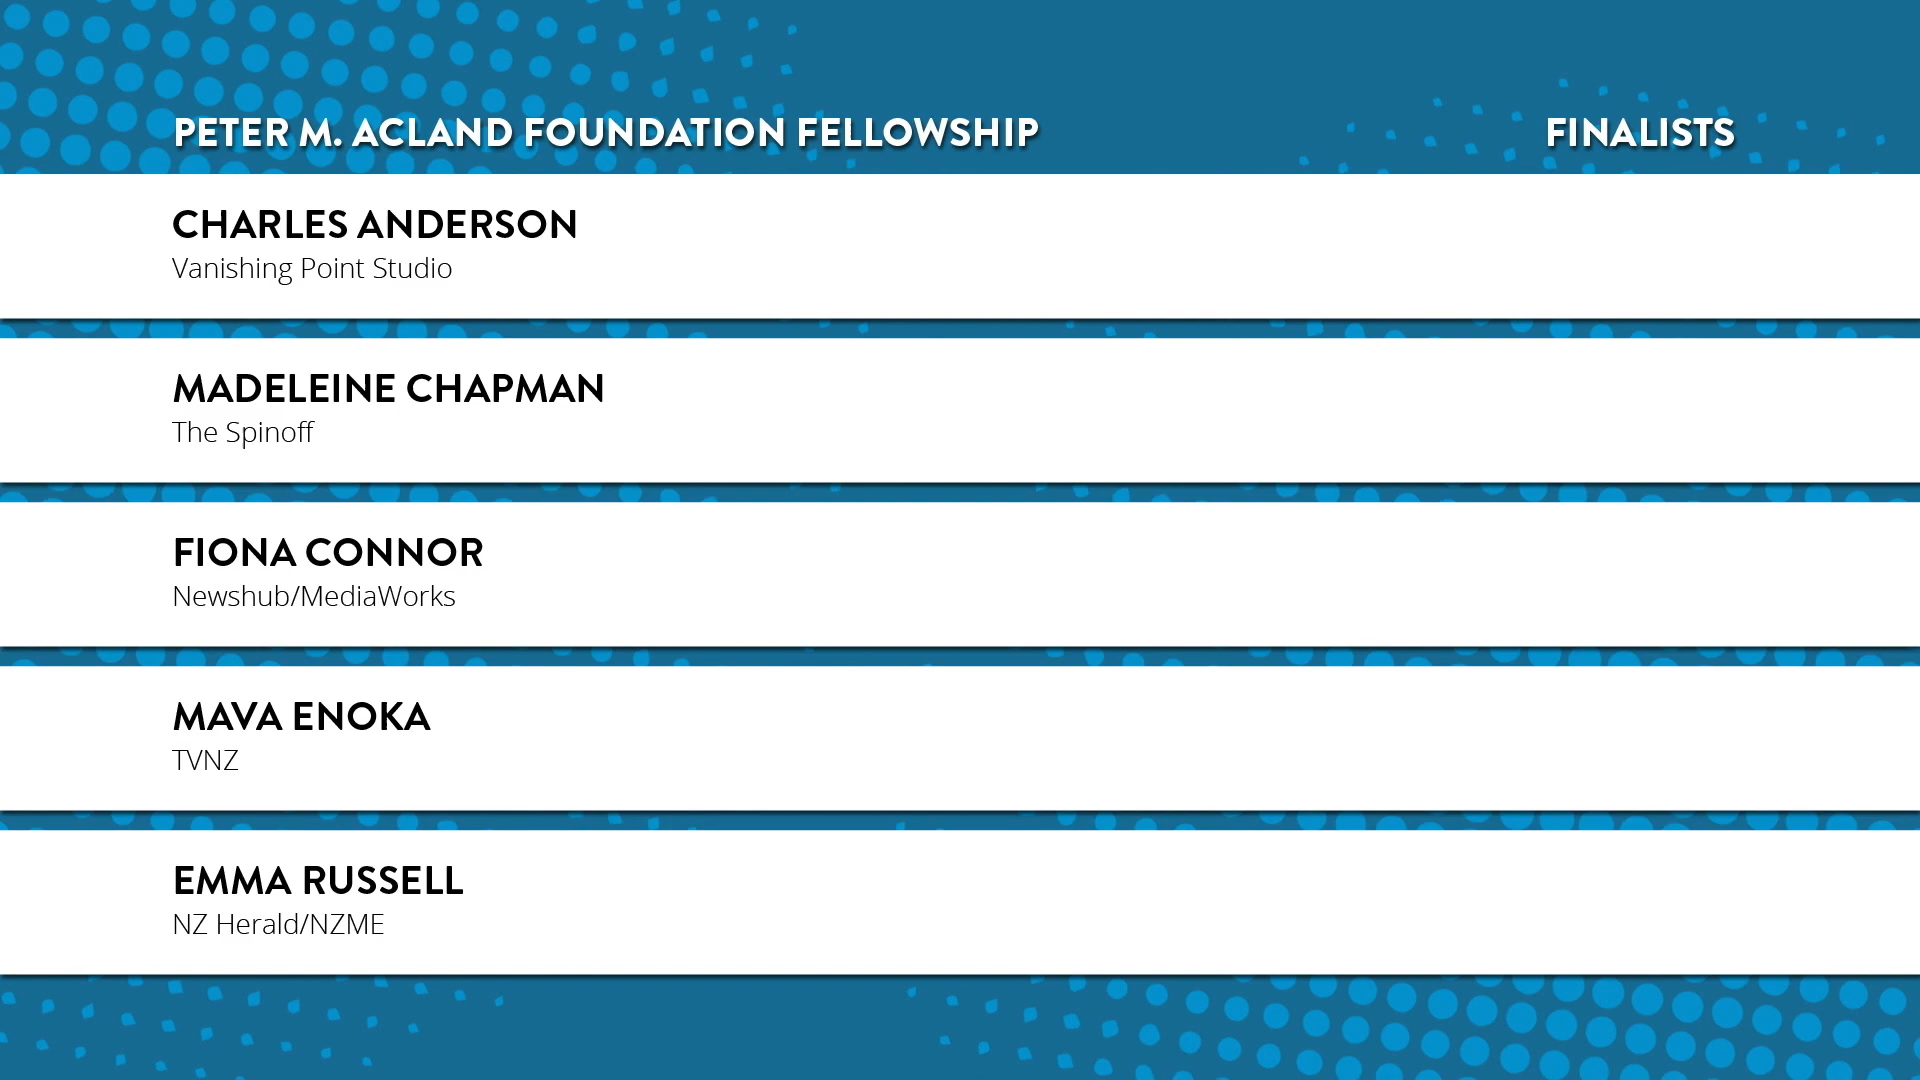 PETER M. ACLAND FOUNDATION FELLOWSHIP FINALISTS
CHARLES ANDERSON
Vanishing Point Studio
MADELEINE CHAPMAN
The Spinoff
FIONA CONNOR
Newshub/MediaWorks
MAVA ENOKA
TVNZ
EMMA RUSSELL
NZ Herald/NZME